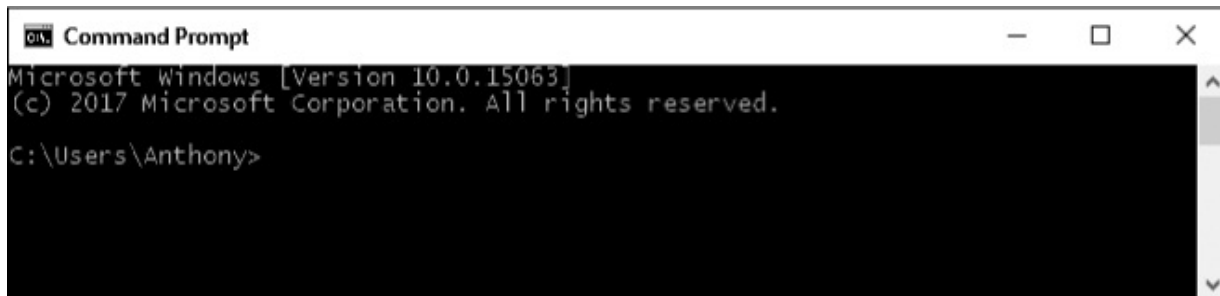 Command Prompt
Microsoft Windows [Version 10.0.15063]
(c) 2017 Microsoft Corporation. All rights reserved.
C:\Users\Anthony>